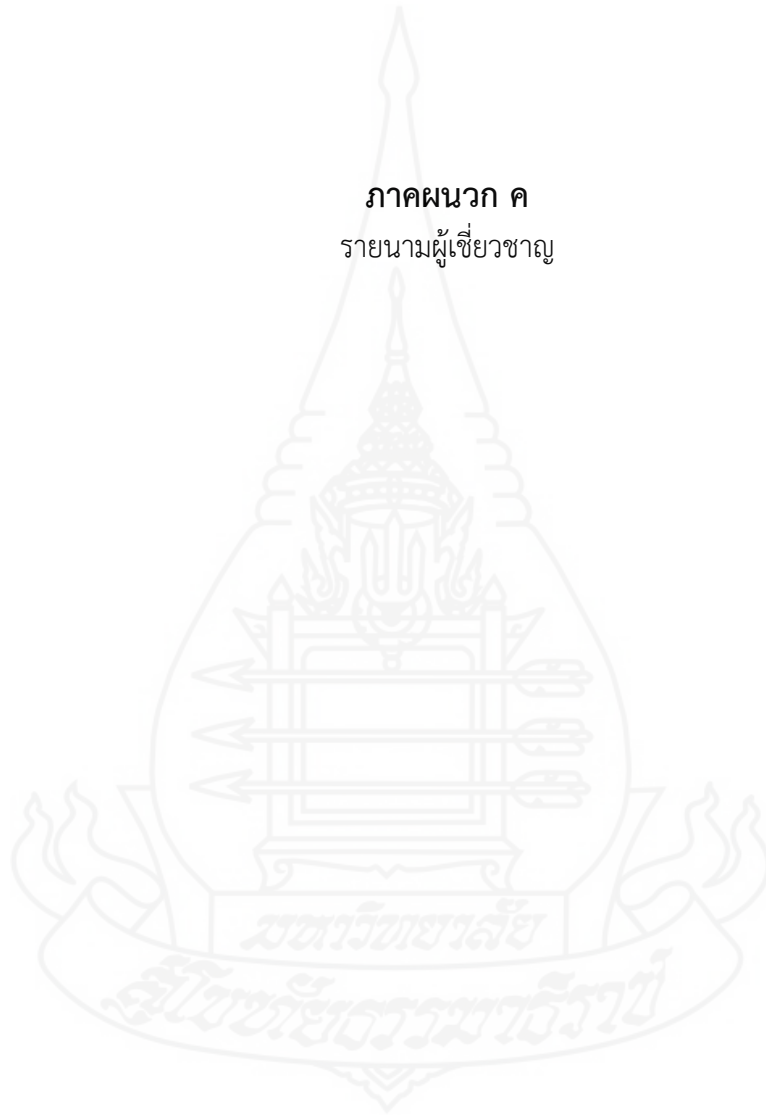 ภาคผนวก ค
รายนามผู้เชี่ยวชาญ
มหาวิทยาลัย
สุโขทัยธรรมาธิราช